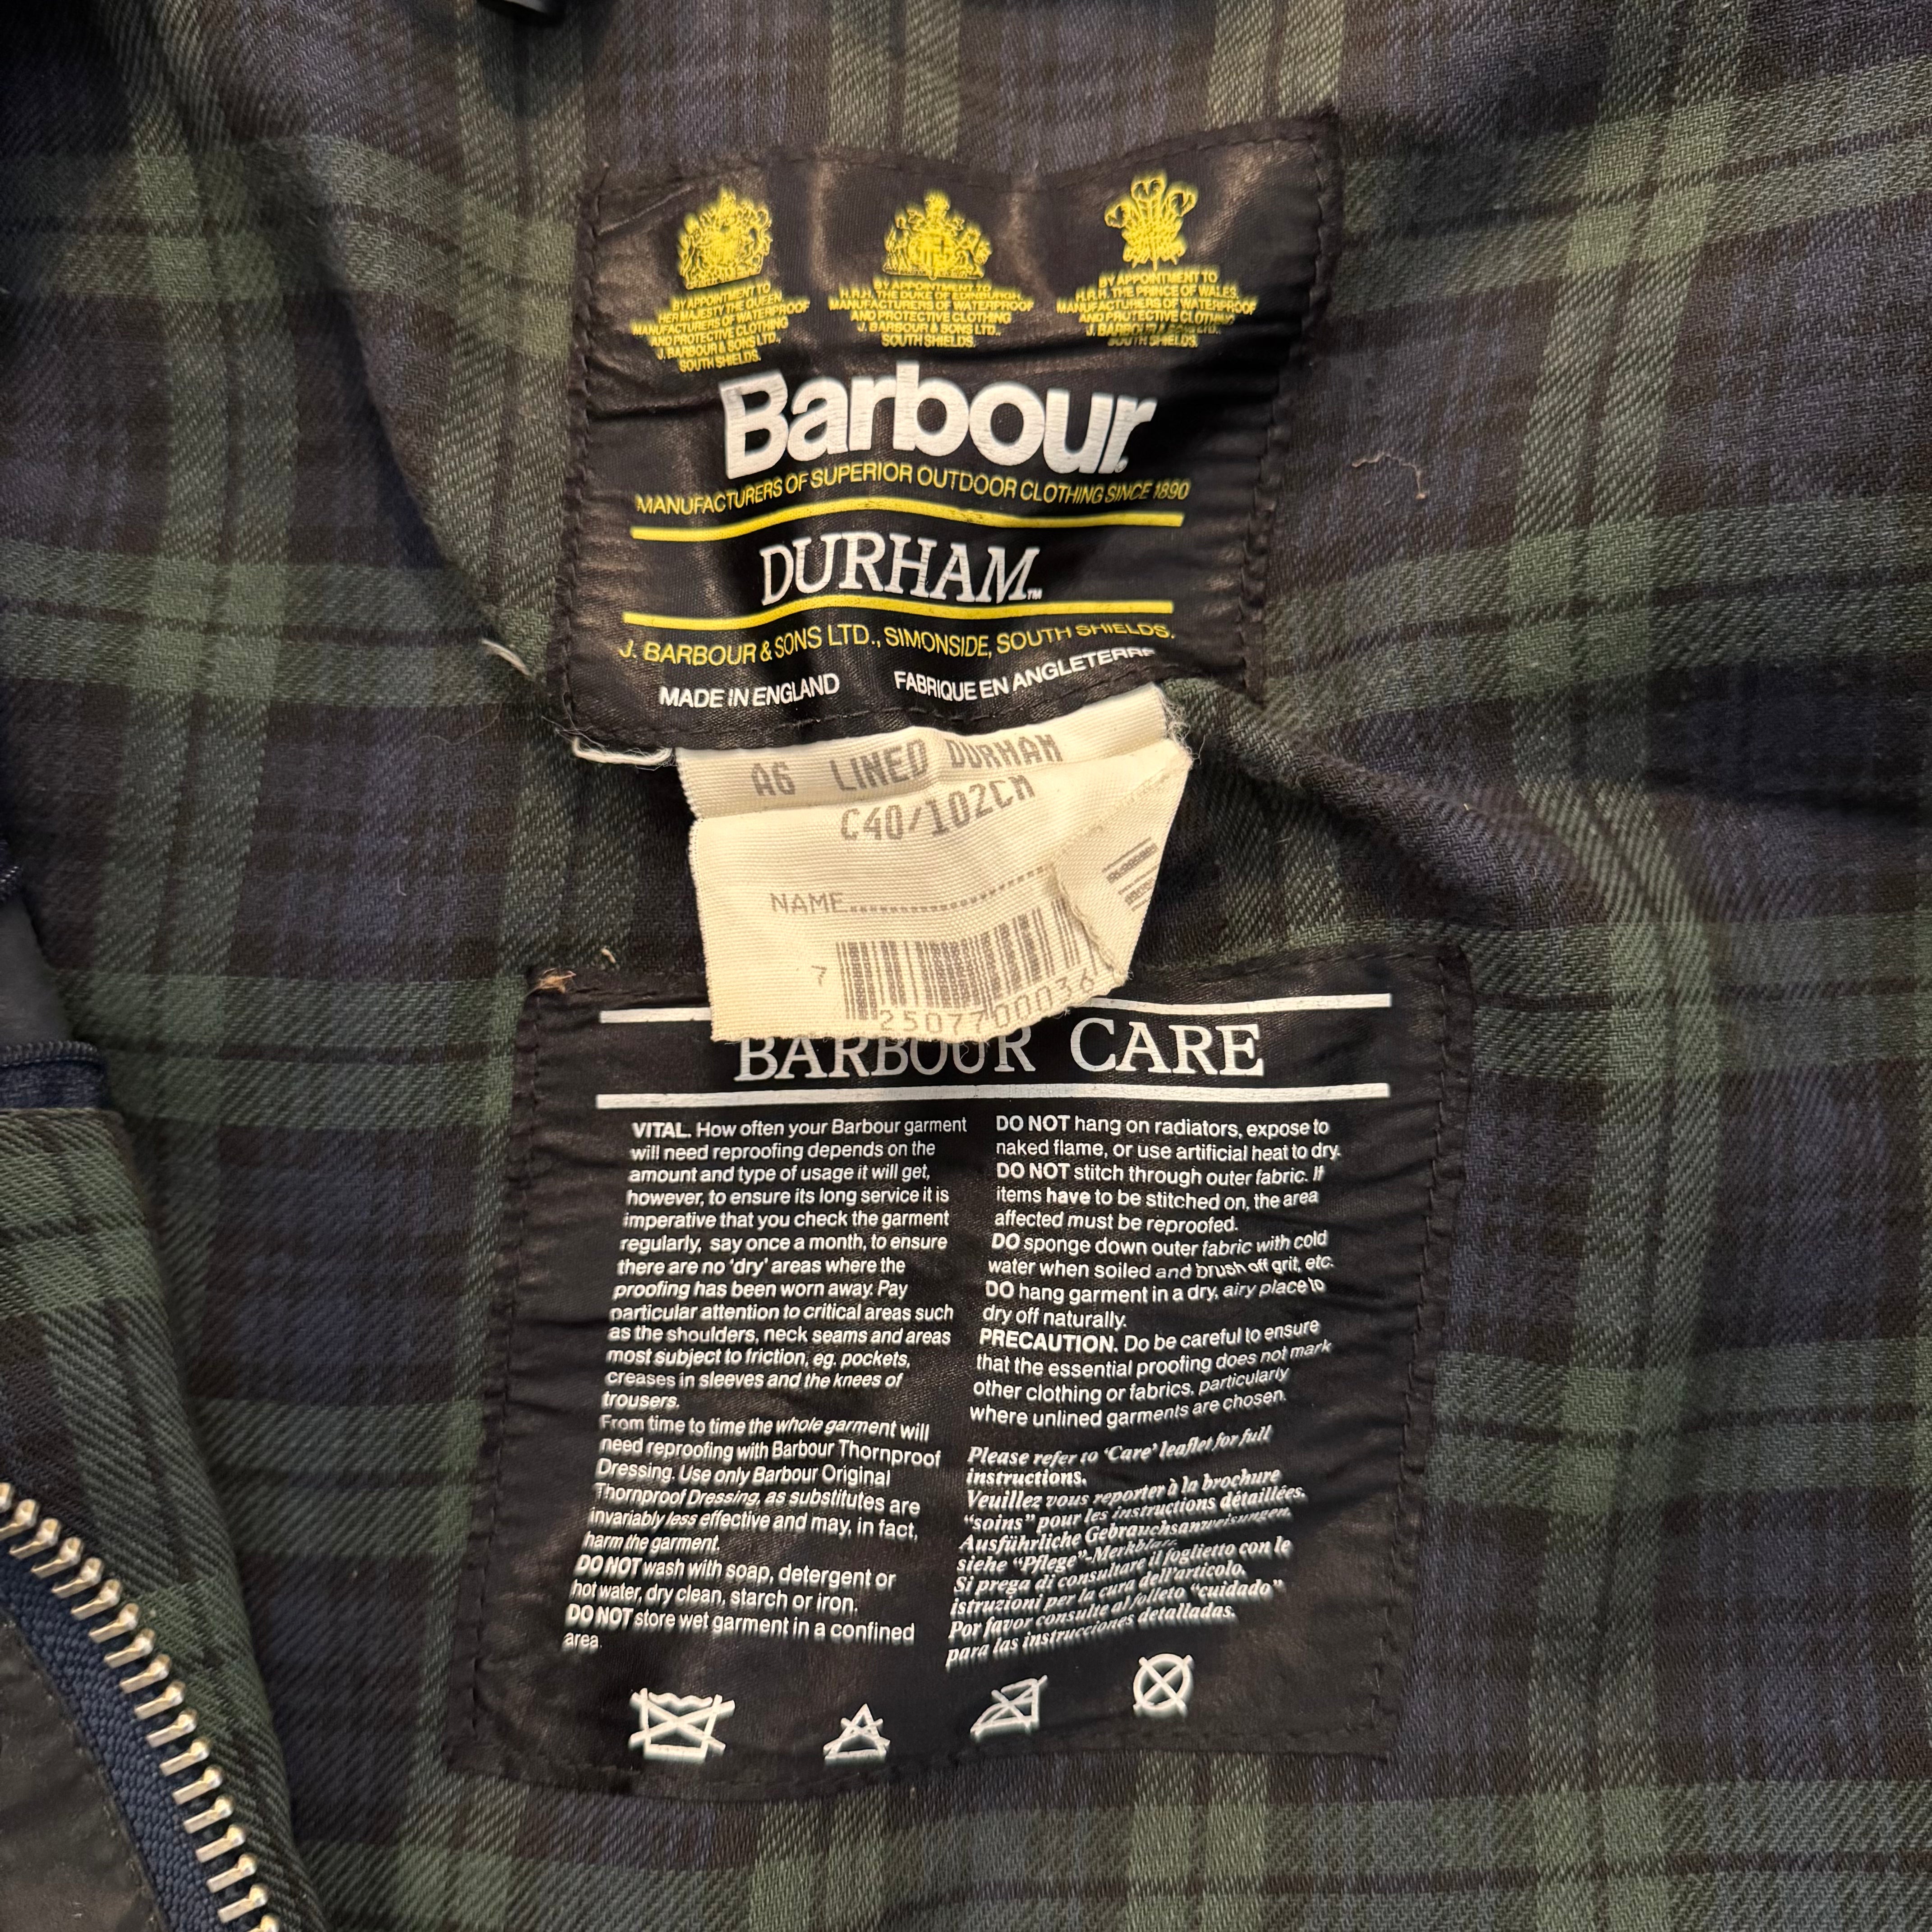 BY APPOINTMENT TO
HER MAJESTY THE QUEEN
MANUFACTURERS OF WATERPROOF
AND PROTECTIVE CLOTHING
J. BARBOUR & SONS LTD.,
SOUTH SHIELDS.
BY APPOINTMENT TO
H.R.H. THE DUKE OF EDINBURGH
MANUFACTURERS OF WATERPROOF
AND PROTECTIVE CLOTHING
J. BARBOUR & SONS LTD.,
SOUTH SHIELDS.
BY APPOINTMENT TO
H.R.H. THE PRINCE OF WALES.
MANUFACTURERS OF WATERPROOF
AND PROTECTIVE CLOTHING
J. BARBOUR & SONS LTD.,
SOUTH SHIELDS.
Barbour
MANUFACTURERS OF SUPERIOR OUTDOOR CLOTHING SINCE 1890
DURHAM™
J. BARBOUR & SONS LTD., SIMONSIDE, SOUTH SHIELDS.
MADE IN ENGLAND FABRIQUE EN ANGLETERRE
A6 LINED DURHAM
C40/102CM
NAME....................
7 250770 0036
BARBOUR CARE
VITAL. How often your Barbour garment
will need reproofing depends on the
amount and type of usage it will get,
however, to ensure its long service it is
imperative that you check the garment
regularly, say once a month, to ensure
there are no 'dry' areas where the
proofing has been worn away. Pay
particular attention to critical areas such
as the shoulders, neck seams and areas
most subject to friction, eg. pockets,
creases in sleeves and the knees of
trousers.
From time to time the whole garment will
need reproofing with Barbour Thornproof
Dressing. Use only Barbour Original
Thornproof Dressing, as substitutes are
invariably less effective and may, in fact,
harm the garment.
DO NOT wash with soap, detergent or
hot water, dry clean, starch or iron.
DO NOT store wet garment in a confined
area.
DO NOT hang on radiators, expose to
naked flame, or use artificial heat to dry.
DO NOT stitch through outer fabric. If
items have to be stitched on, the area
affected must be reproofed.
DO sponge down outer fabric with cold
water when soiled and brush off grit, etc.
DO hang garment in a dry, airy place to
dry off naturally.
PRECAUTION. Do be careful to ensure
that the essential proofing does not mark
other clothing or fabrics, particularly
where unlined garments are chosen.
Please refer to 'Care' leaflet for full
instructions.
Veuillez vous reporter à la brochure
"soins" pour les instructions détaillées.
Ausführliche Gebrauchsanweisungen,
siehe "Pflege"-Merkblatt.
Si prega di consultare il foglietto con le
istruzioni per la cura dell'articolo.
Por favor consulte al folleto "cuidado"
para las instrucciones detalladas.